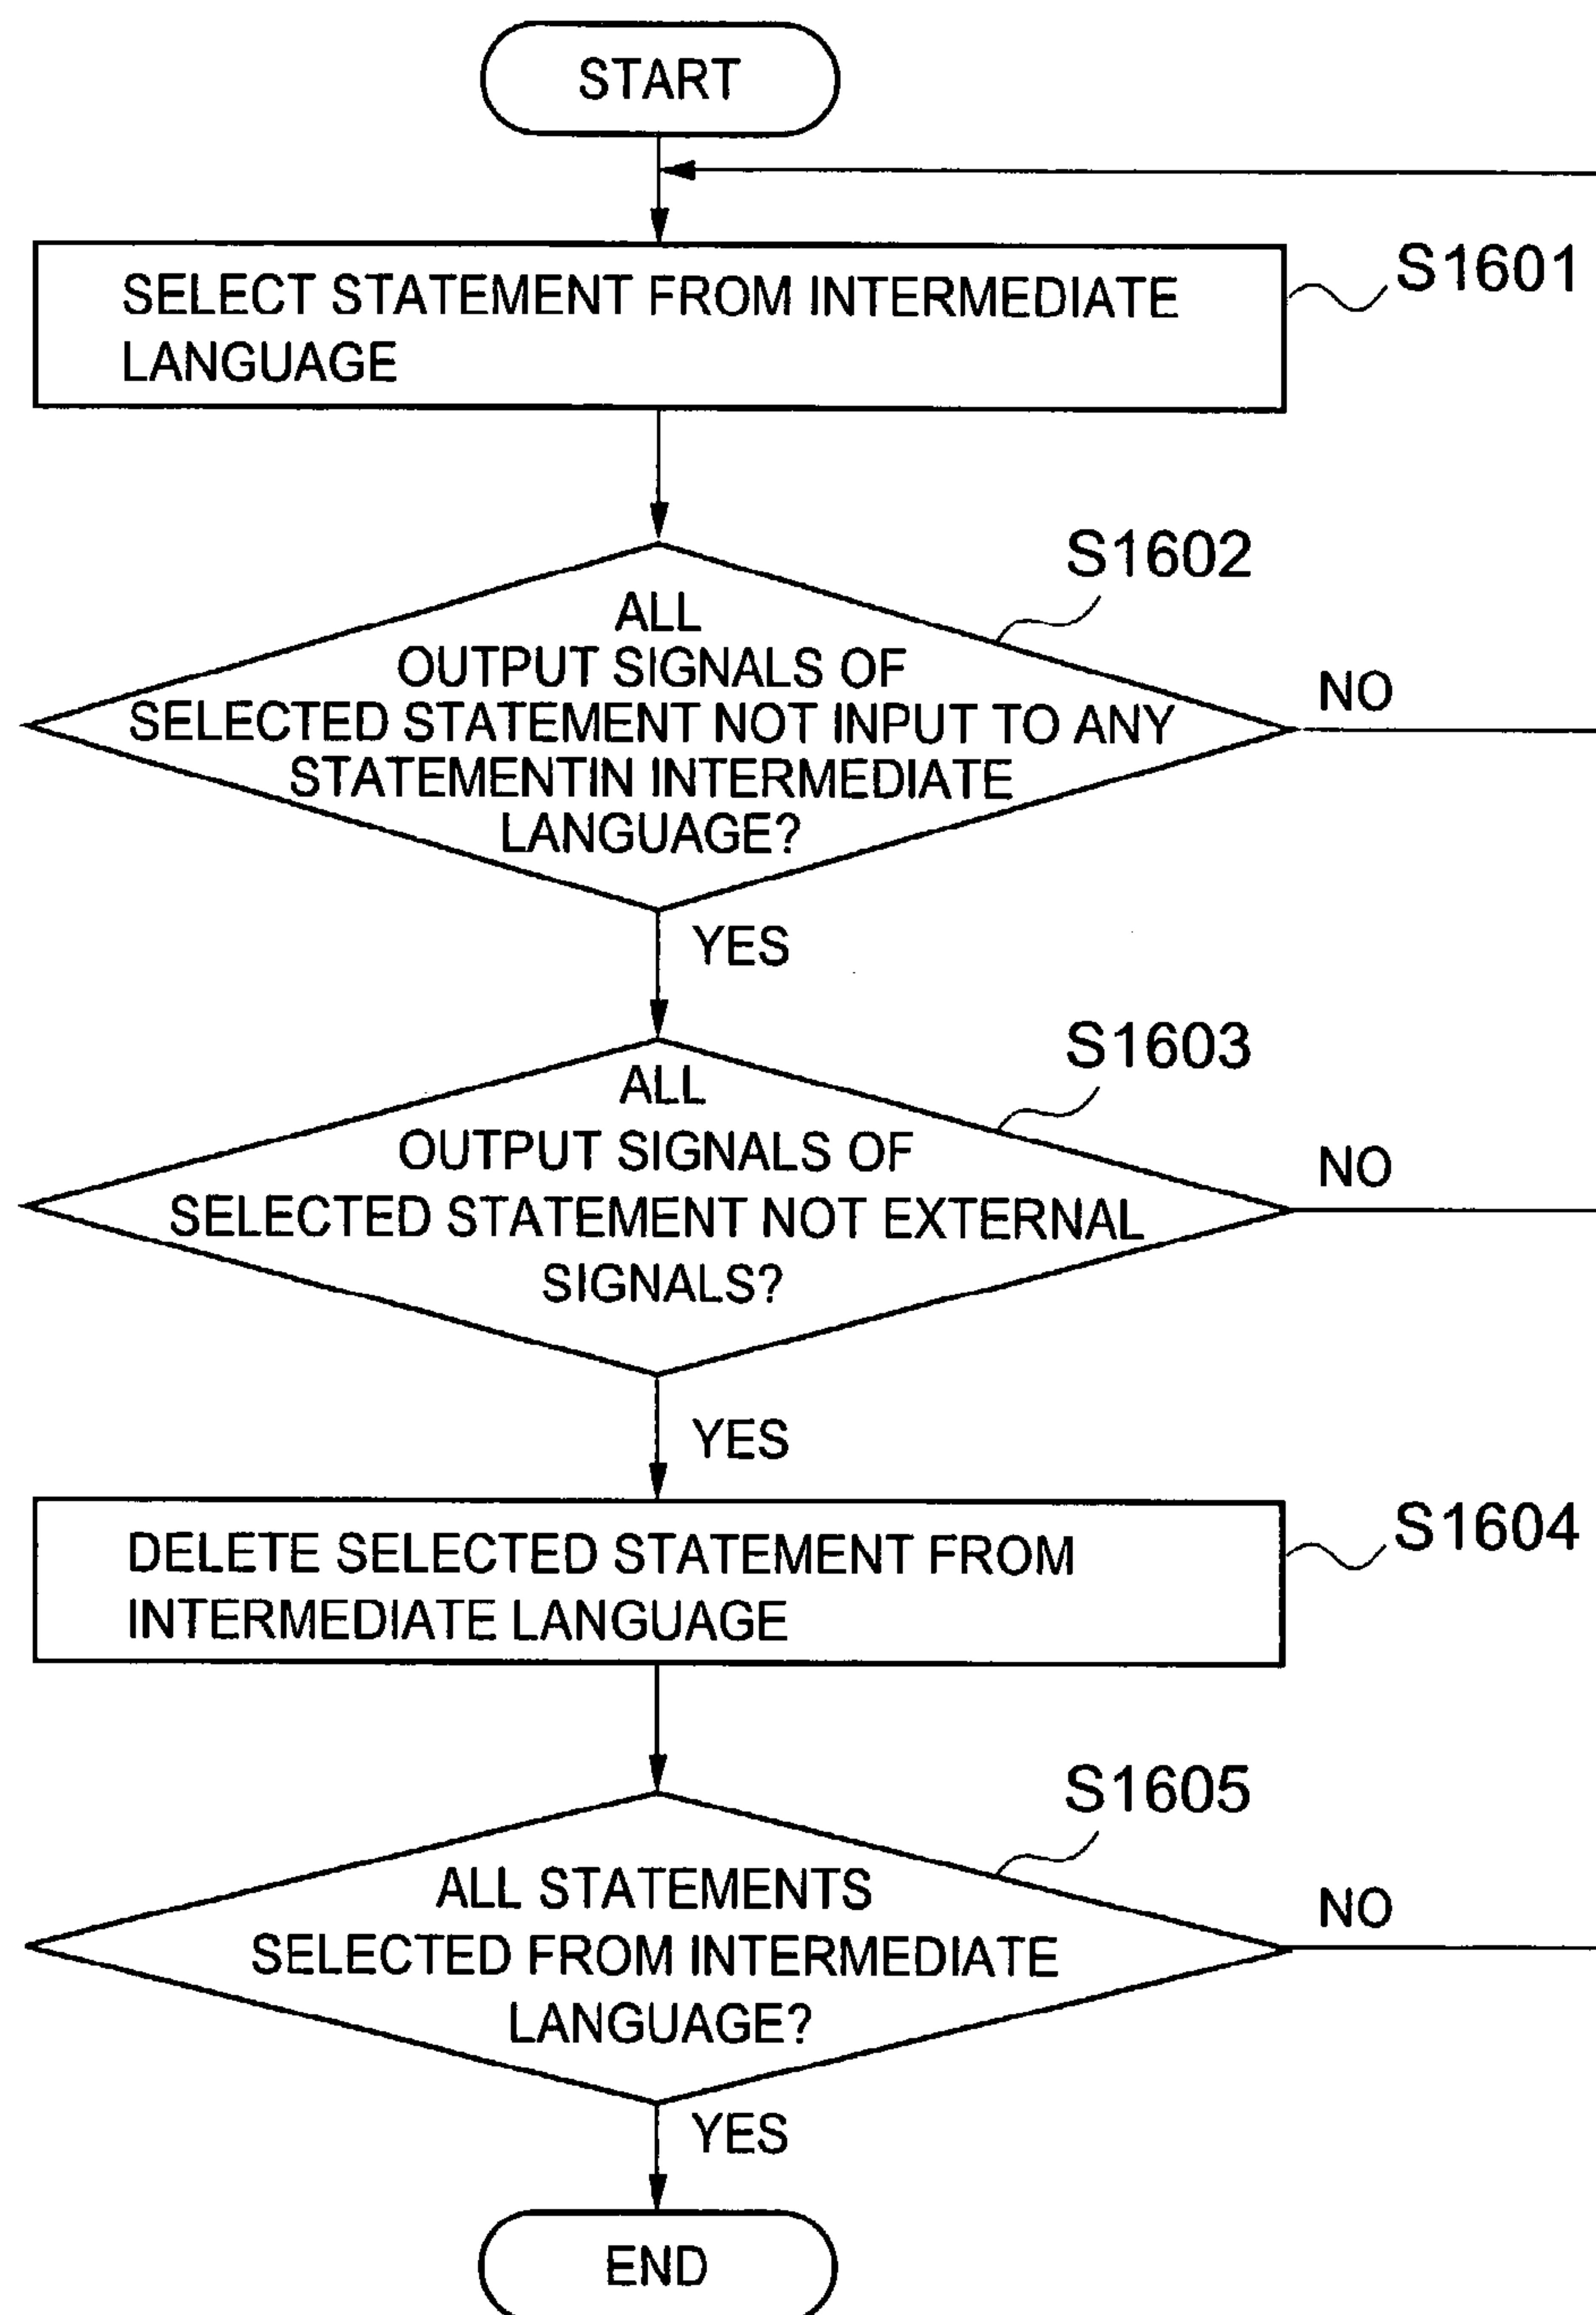 START
SELECT STATEMENT FROM INTERMEDIATE
LANGUAGE
S1601
S1602
ALL
OUTPUT SIGNALS OF
SELECTED STATEMENT NOT INPUT TO ANY
STATEMENTIN INTERMEDIATE
LANGUAGE?
NO
YES
S1603
ALL
OUTPUT SIGNALS OF
SELECTED STATEMENT NOT EXTERNAL
SIGNALS?
NO
YES
DELETE SELECTED STATEMENT FROM
INTERMEDIATE LANGUAGE
S1604
S1605
ALL STATEMENTS
SELECTED FROM INTERMEDIATE
LANGUAGE?
NO
YES
END